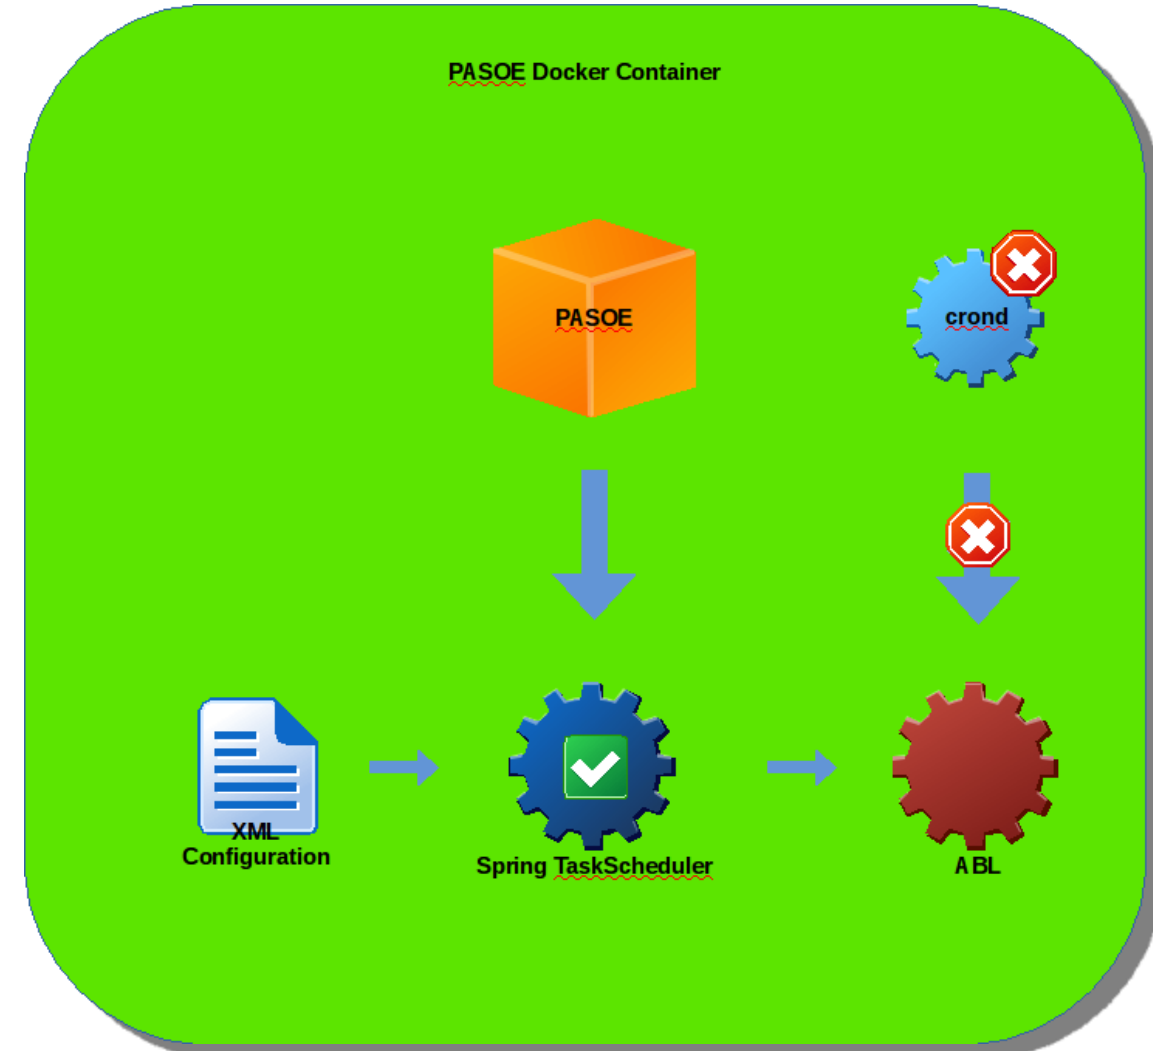 PASOE Docker Container
PASOE
crond
XML
Configuration
Spring TaskScheduler
ABL